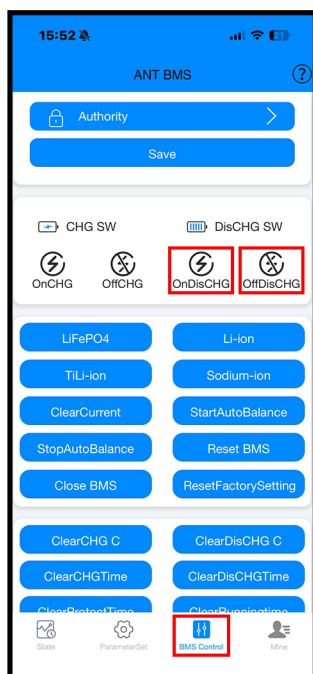 15:52
21
ANT BMS
?
Authority
Save
CHG SW
DisCHG SW
OnCHG
OffCHG
OnDisCHG
OffDisCHG
LiFePO4
Li-ion
TiLi-ion
Sodium-ion
ClearCurrent
StartAutoBalance
StopAutoBalance
Reset BMS
Close BMS
ResetFactorySetting
ClearCHG C
ClearDisCHG C
ClearCHGTime
ClearDisCHGTime
ClearProtectTime
ClearRunningtime
State
ParameterSet
BMS Control
Mine